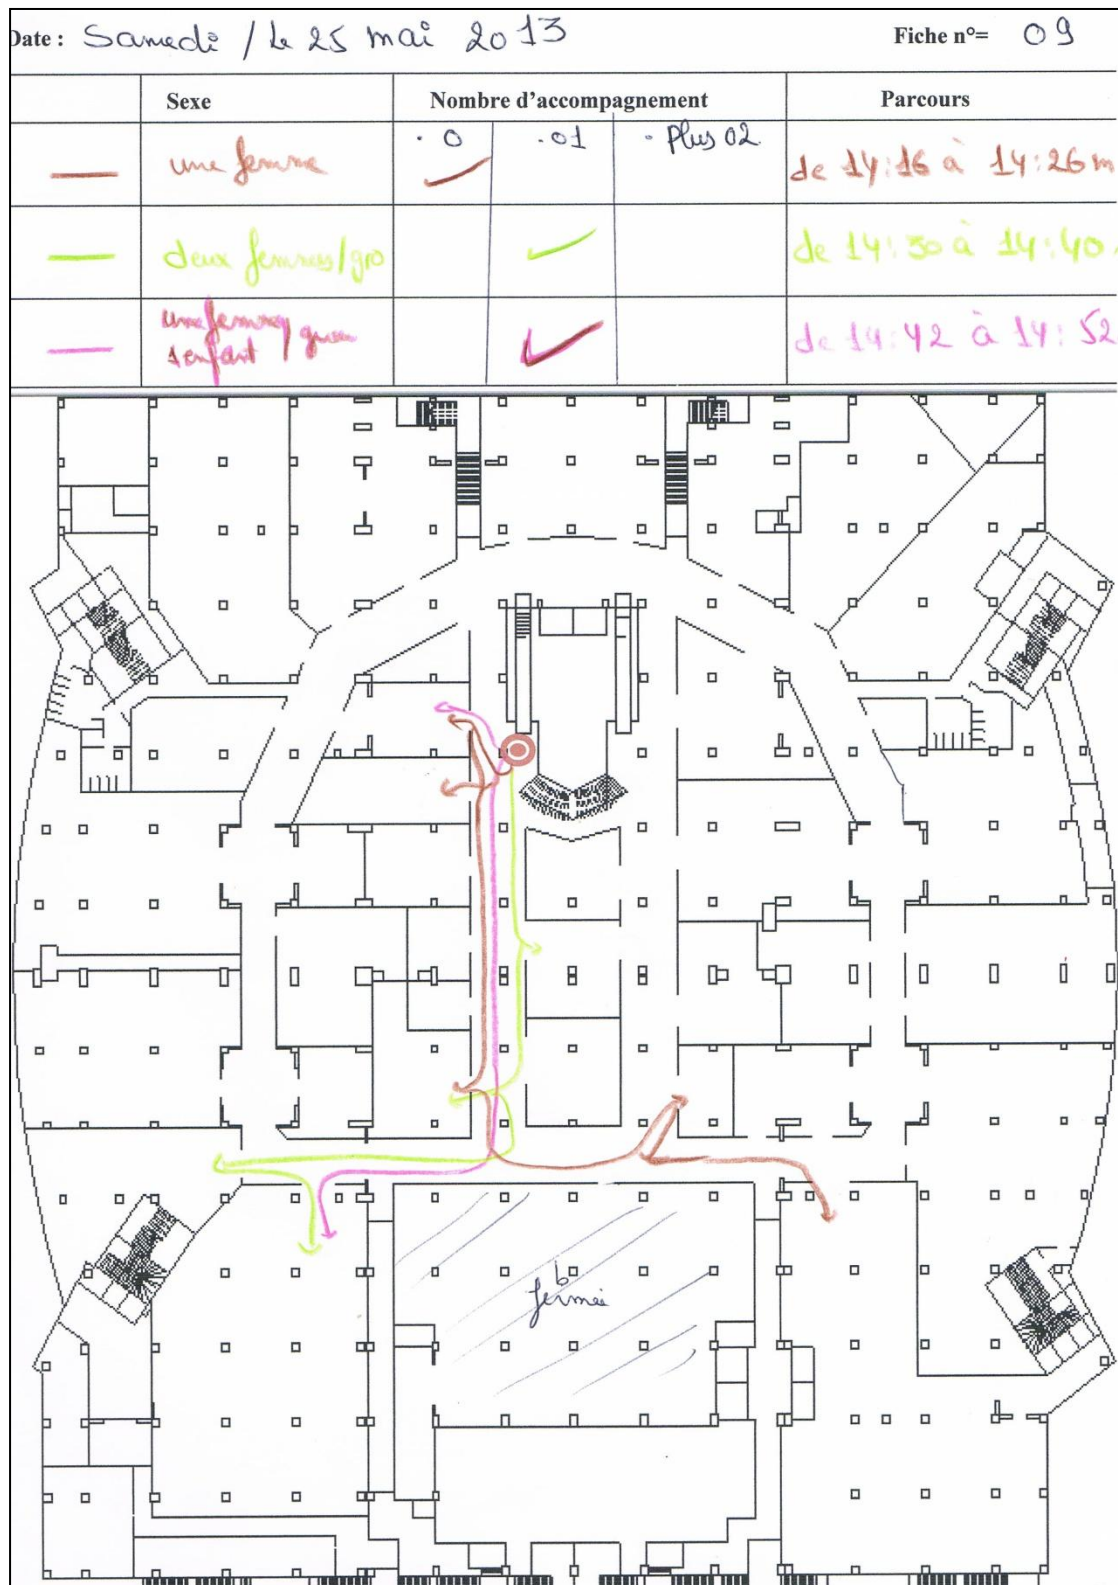 Date : Samedi / Le 25 mai 2013 Fiche n°= 09
Sexe Nombre d'accompagnement Parcours
. 0 .01 - Plus 02
une femme de 14:16 à 14:26 m
deux femmes/gro de 14:30 à 14:40.
une femme/
1 enfant de 14:42 à 14:52
fermée